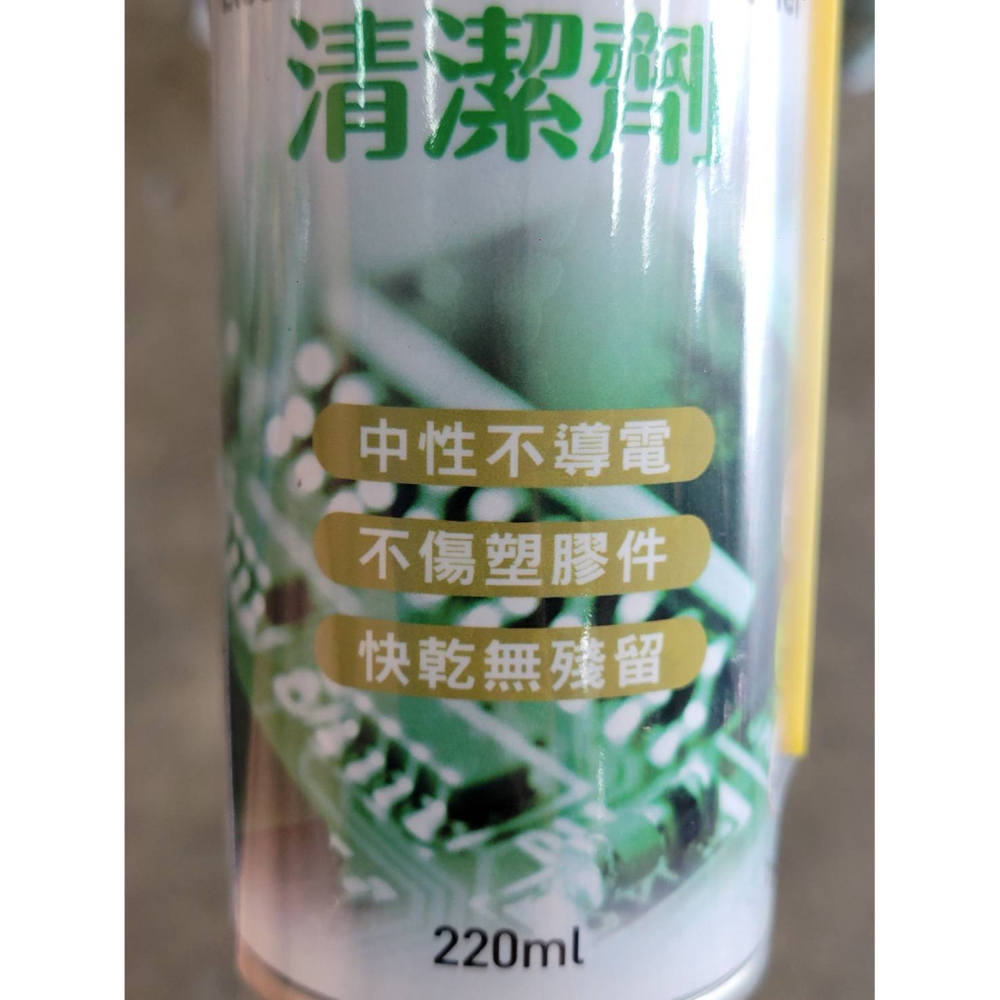 清潔劑
中性不導電
不傷塑膠件
快乾無殘留
220ml